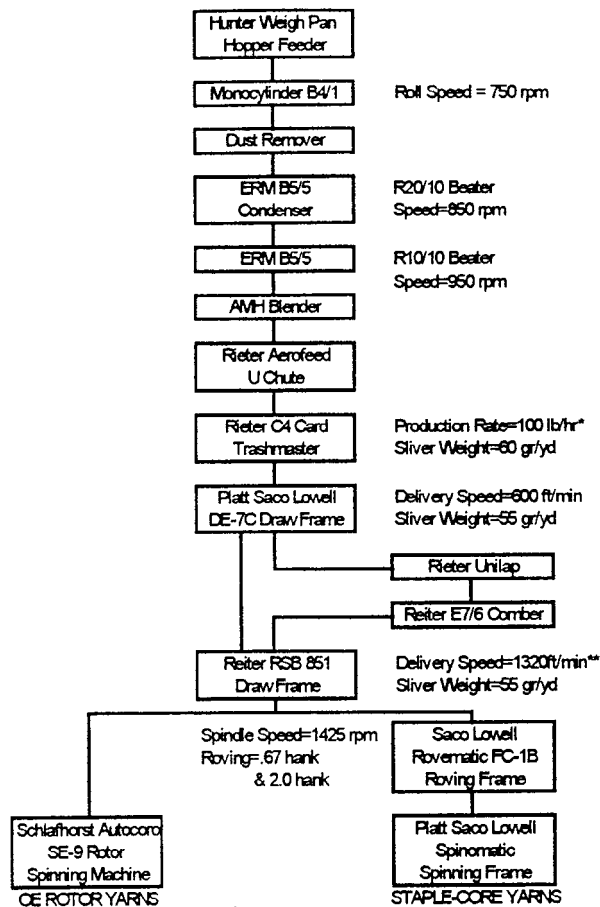 Hunter Weigh Pan
Hopper Feeder
Monocylinder B4/1
Roll Speed = 750 rpm
Dust Remover
ERM B5/5
Condenser
R20/10 Beater
Speed=850 rpm
ERM B5/5
R10/10 Beater
Speed=950 rpm
AMH Blender
Rieter Aerofeed
U Chute
Rieter C4 Card
Trashmaster
Production Rate=100 lb/hr*
Sliver Weight=60 gr/yd
Platt Saco Lowell
DE-7C Draw Frame
Delivery Speed=600 ft/min
Sliver Weight=55 gr/yd
Rieter Unilap
Reiter E7/6 Comber
Reiter RSB 851
Draw Frame
Delivery Speed=1320ft/min**
Sliver Weight=55 gr/yd
Spindle Speed=1425 rpm
Roving=.67 hank
& 2.0 hank
Saco Lowell
Rovematic FC-1B
Roving Frame
Schlafhorst Autocoro
SE-9 Rotor
Spinning Machine
OE ROTOR YARNS
Platt Saco Lowell
Spinomatic
Spinning Frame
STAPLE-CORE YARNS